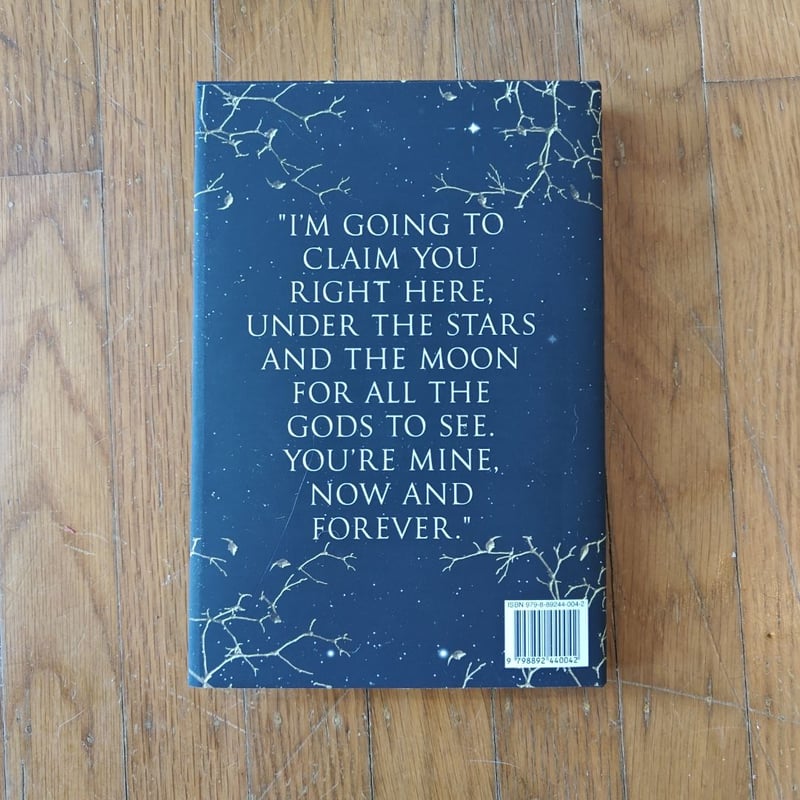 "I'M GOING TO
CLAIM YOU
RIGHT HERE,
UNDER THE STARS
AND THE MOON
FOR ALL THE
GODS TO SEE.
YOU'RE MINE,
NOW AND
FOREVER."
ISBN 979-8-89244-004-2
9 798892 440042